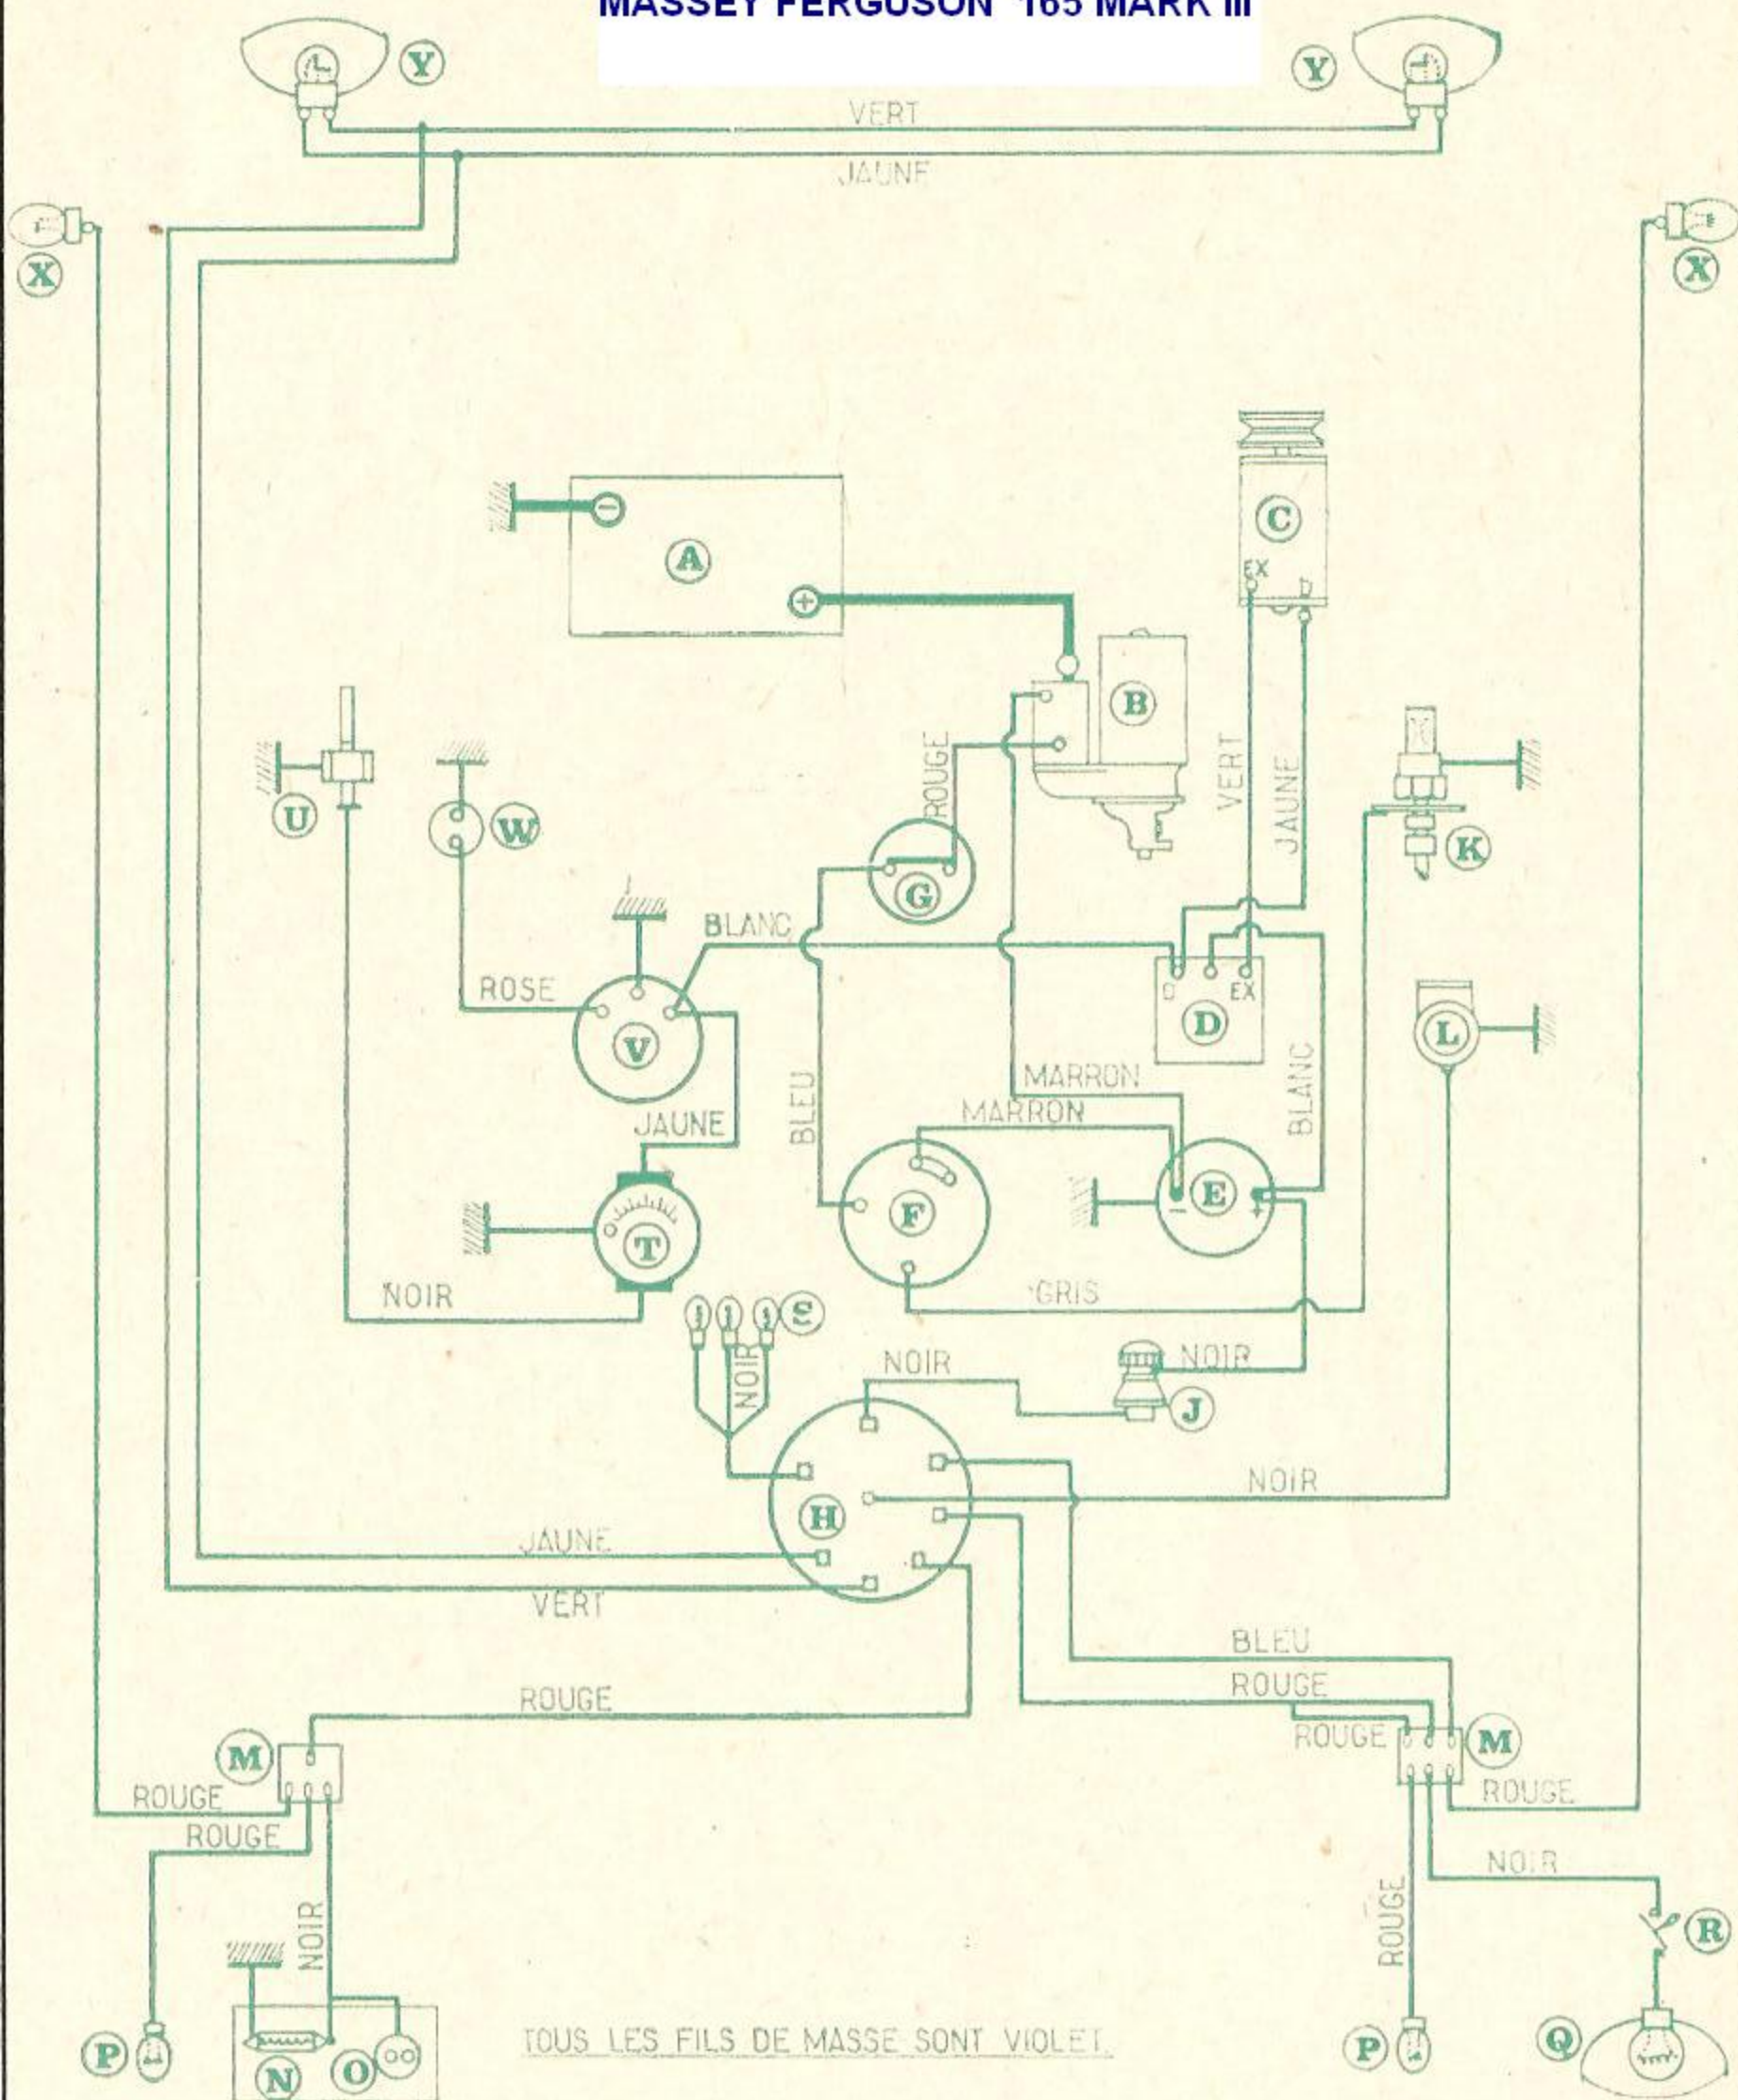 MASSEY FERGUSON 165 MARK III
Y
Y
VERT
JAUNE
X
X
A
C
EX
B
ROUGE
VERT
JAUNE
U
W
K
G
BLANC
ROSE
D
EX
V
D
L
BLEU
MARRON
BLANC
MARRON
JAUNE
F
E
T
NOIR
GRIS
S
NOIR
NOIR
NOIR
J
NOIR
H
JAUNE
VERT
BLEU
ROUGE
ROUGE
ROUGE
M
M
ROUGE
ROUGE
ROUGE
NOIR
NOIR
ROUGE
R
P
N
O
TOUS LES FILS DE MASSE SONT VIOLET.
P
Q